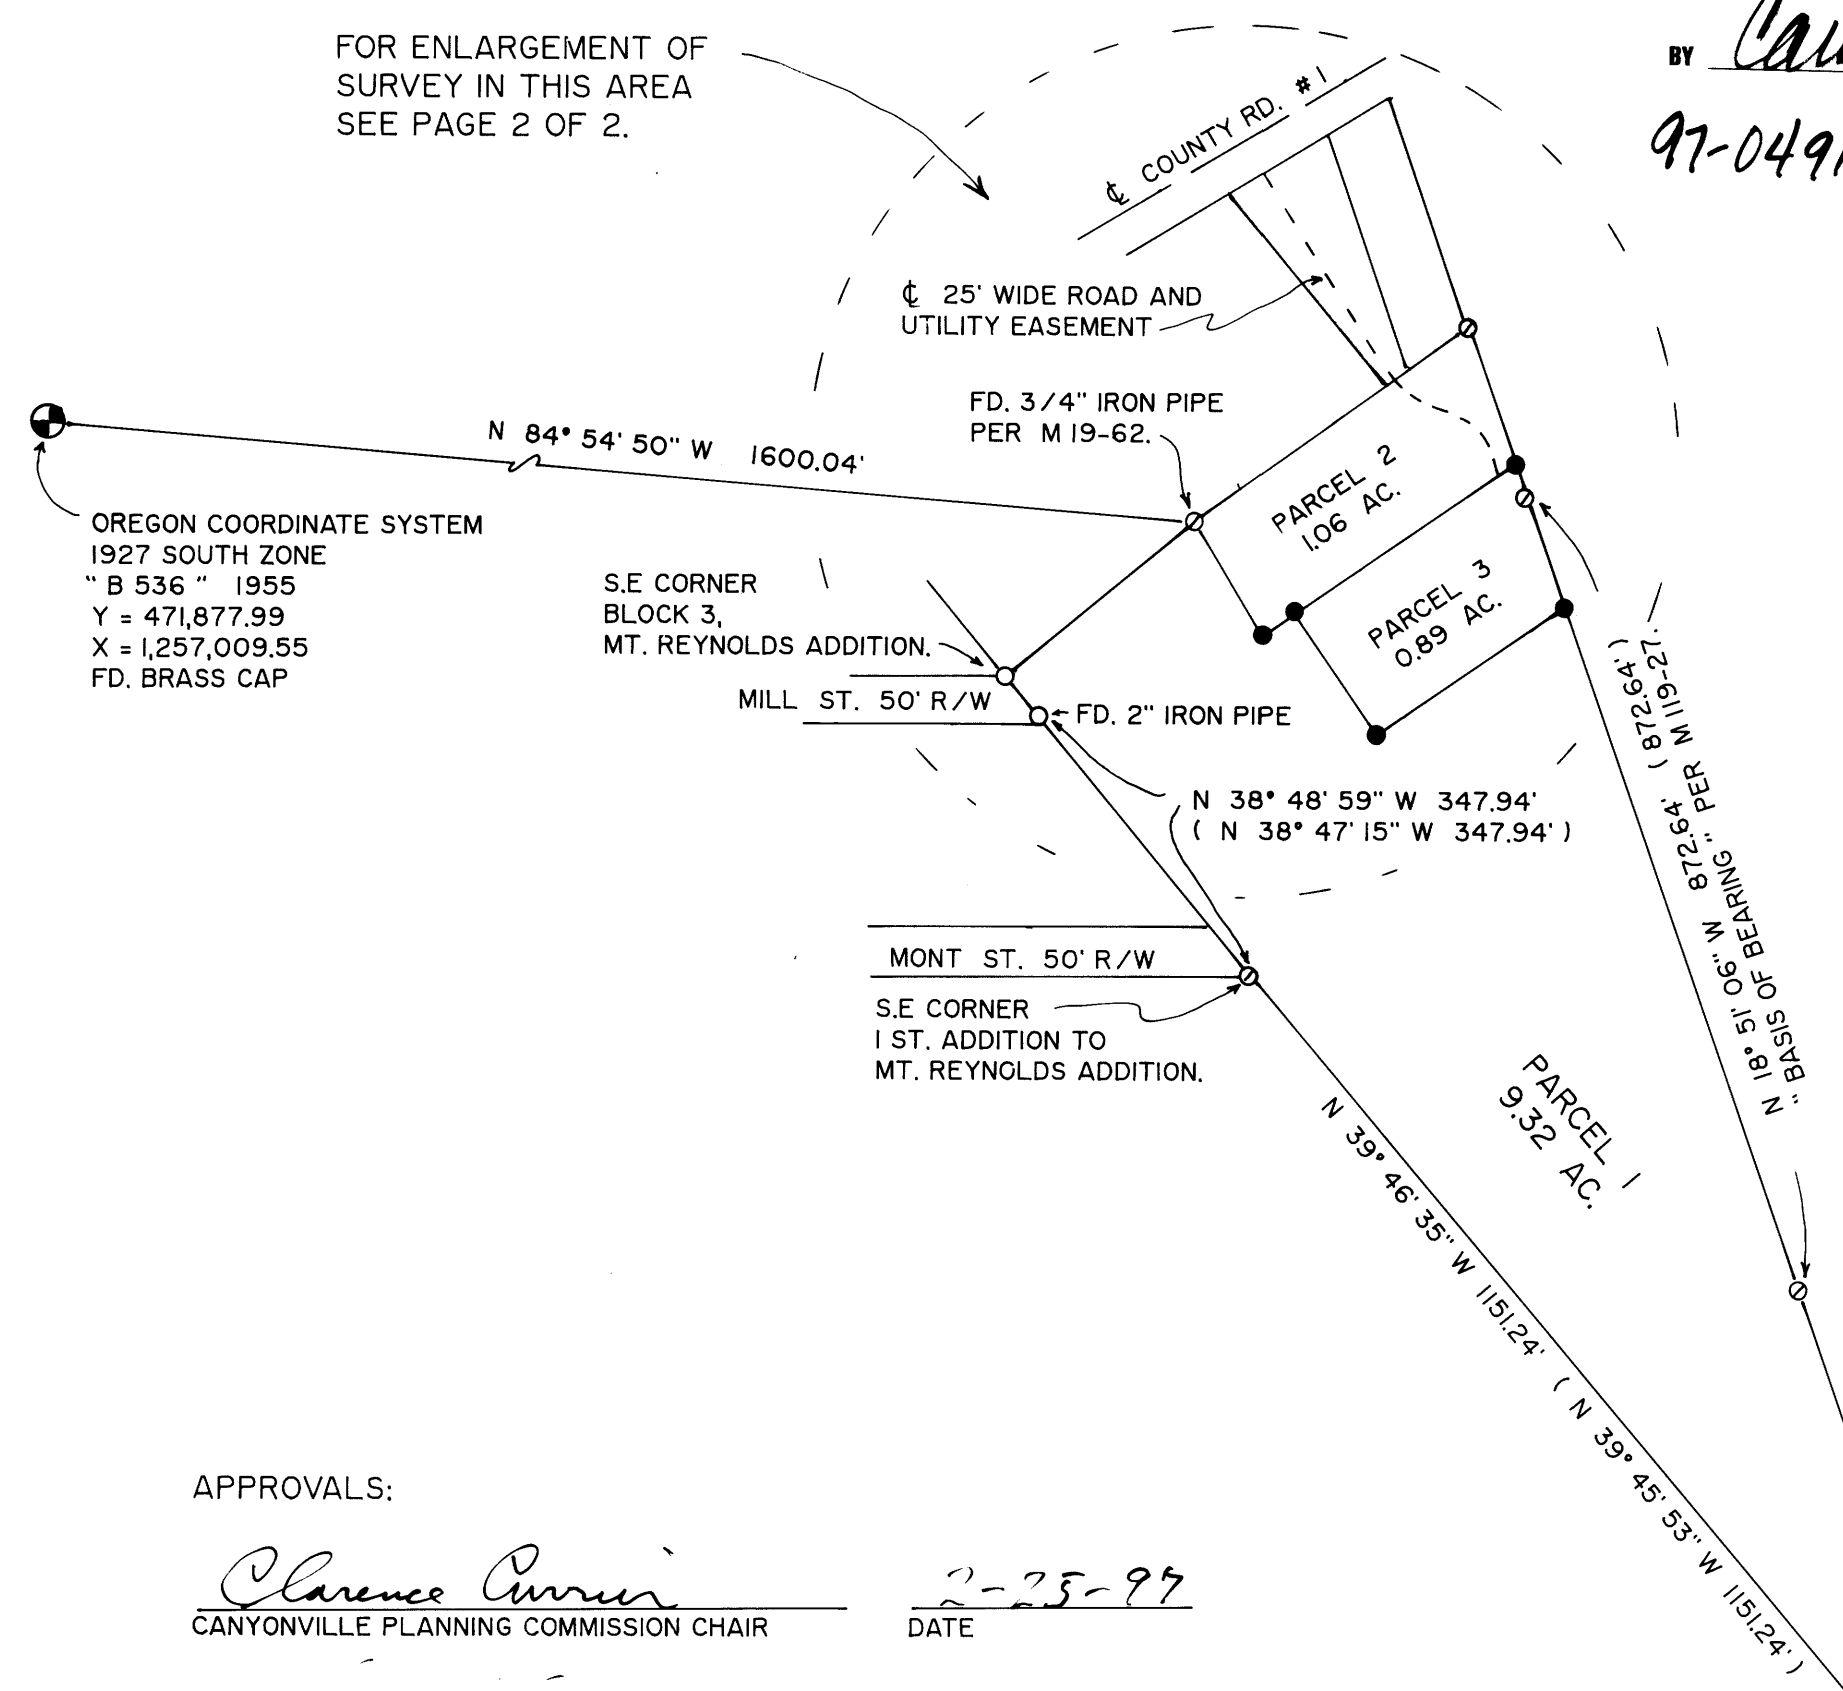 FOR ENLARGEMENT OF
SURVEY IN THIS AREA
SEE PAGE 2 OF 2.
BY
97-049
℄ COUNTY RD. #1
℄ 25' WIDE ROAD AND
UTILITY EASEMENT
FD. 3/4" IRON PIPE
PER M 19-62.
N 84° 54' 50" W 1600.04'
OREGON COORDINATE SYSTEM
1927 SOUTH ZONE
" B 536 " 1955
Y = 471,877.99
X = 1,257,009.55
FD. BRASS CAP
PARCEL 2
1.06 AC.
PARCEL 3
0.89 AC.
S.E CORNER
BLOCK 3,
MT. REYNOLDS ADDITION.
MILL ST. 50' R/W
FD. 2" IRON PIPE
N 38° 48' 59" W 347.94'
( N 38° 47' 15" W 347.94' )
N 18° 51' 06" W 872.64' ( 872.64' )
" BASIS OF BEARING " PER M 119-27.
MONT ST. 50' R/W
S.E CORNER
1 ST. ADDITION TO
MT. REYNOLDS ADDITION.
PARCEL 1
9.32 AC.
N 39° 46' 35" W 1151.24' ( N 39° 45' 53" W 1151.24' )
APPROVALS:
Clarence Currier
2-25-97
CANYONVILLE PLANNING COMMISSION CHAIR
DATE